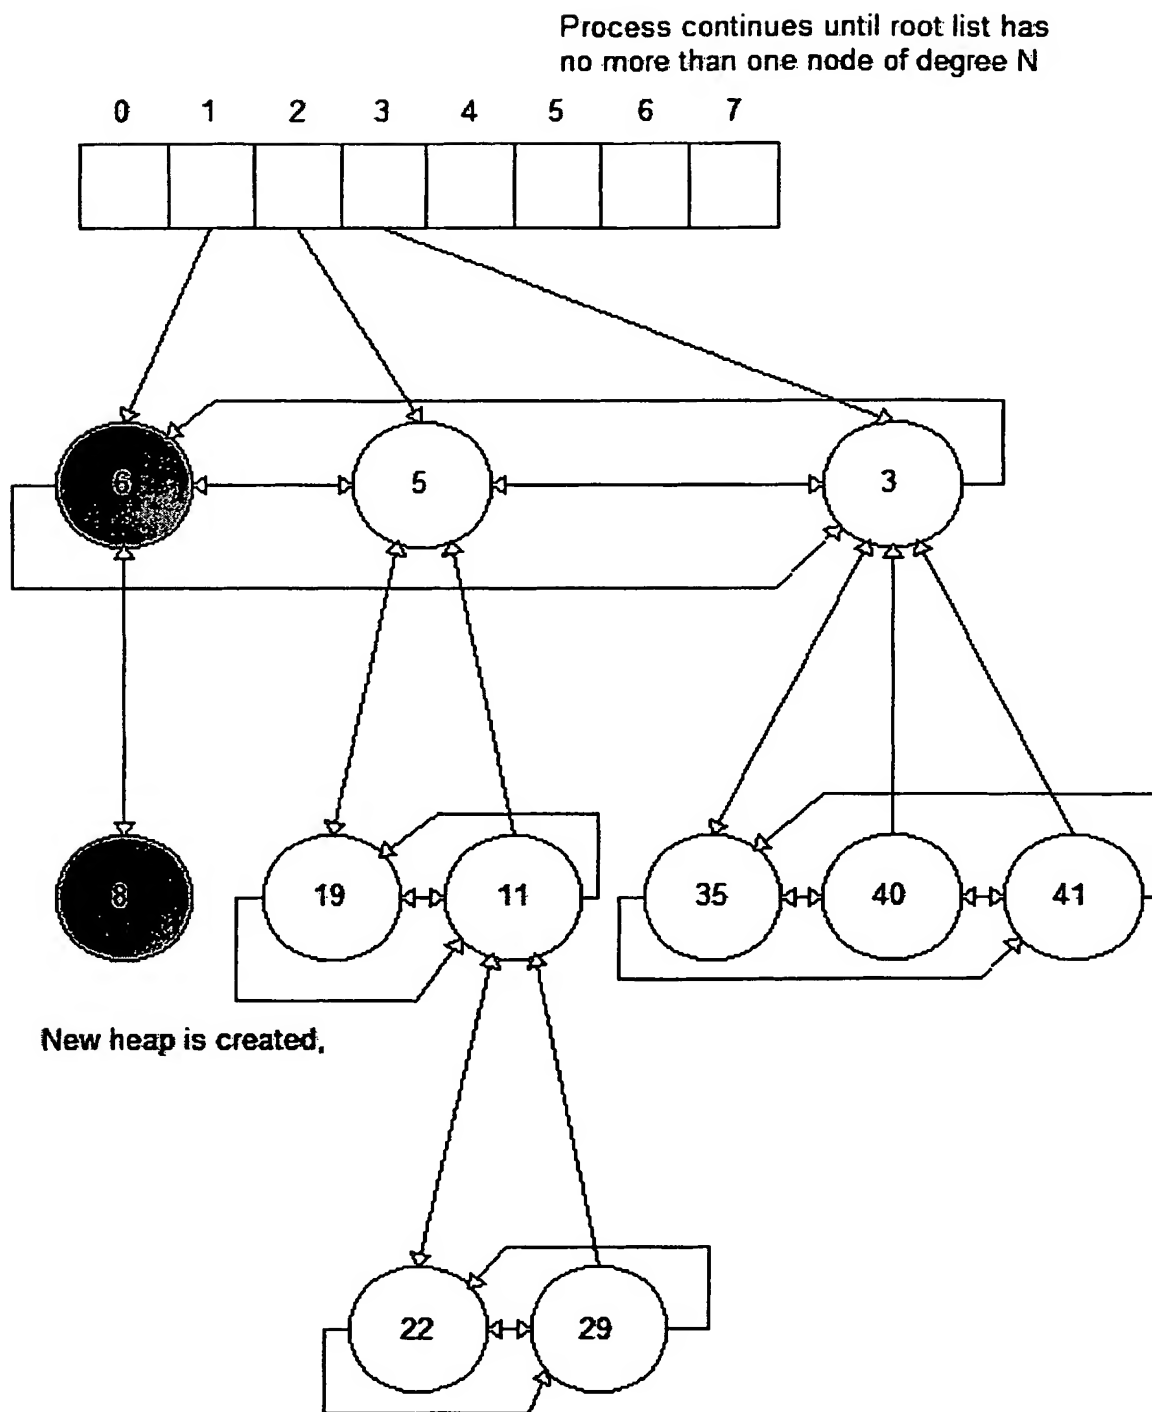 Process continues until root list has
no more than one node of degree N
0 1 2 3 4 5 6 7
6 5 3
8 19 11 35 40 41
New heap is created,
22 29